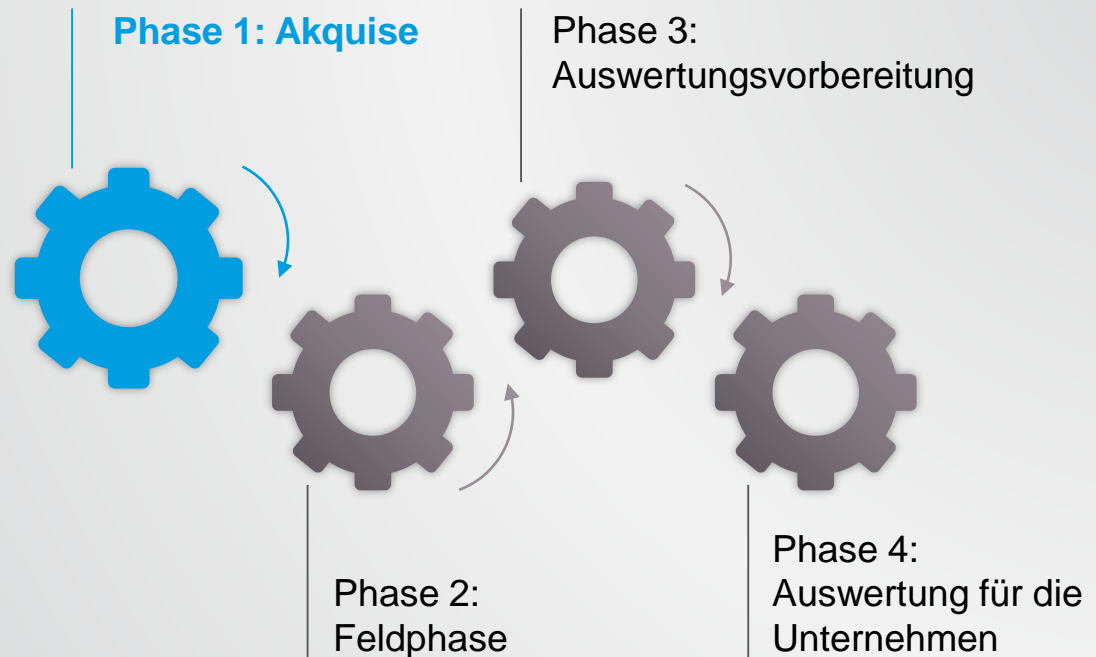 Phase 1: Akquise
Phase 2:
Feldphase
Phase 3:
Auswertungsvorbereitung
Phase 4:
Auswertung für die
Unternehmen